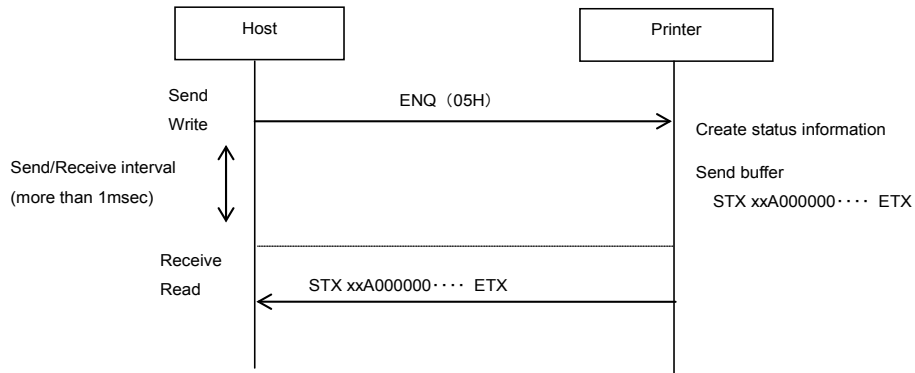 Host
Printer
Send
Write
ENQ（05H）
Create status information
Send/Receive interval
(more than 1msec)
Send buffer
STX xxA000000‥‥ ETX
Receive
Read
STX xxA000000‥‥ ETX